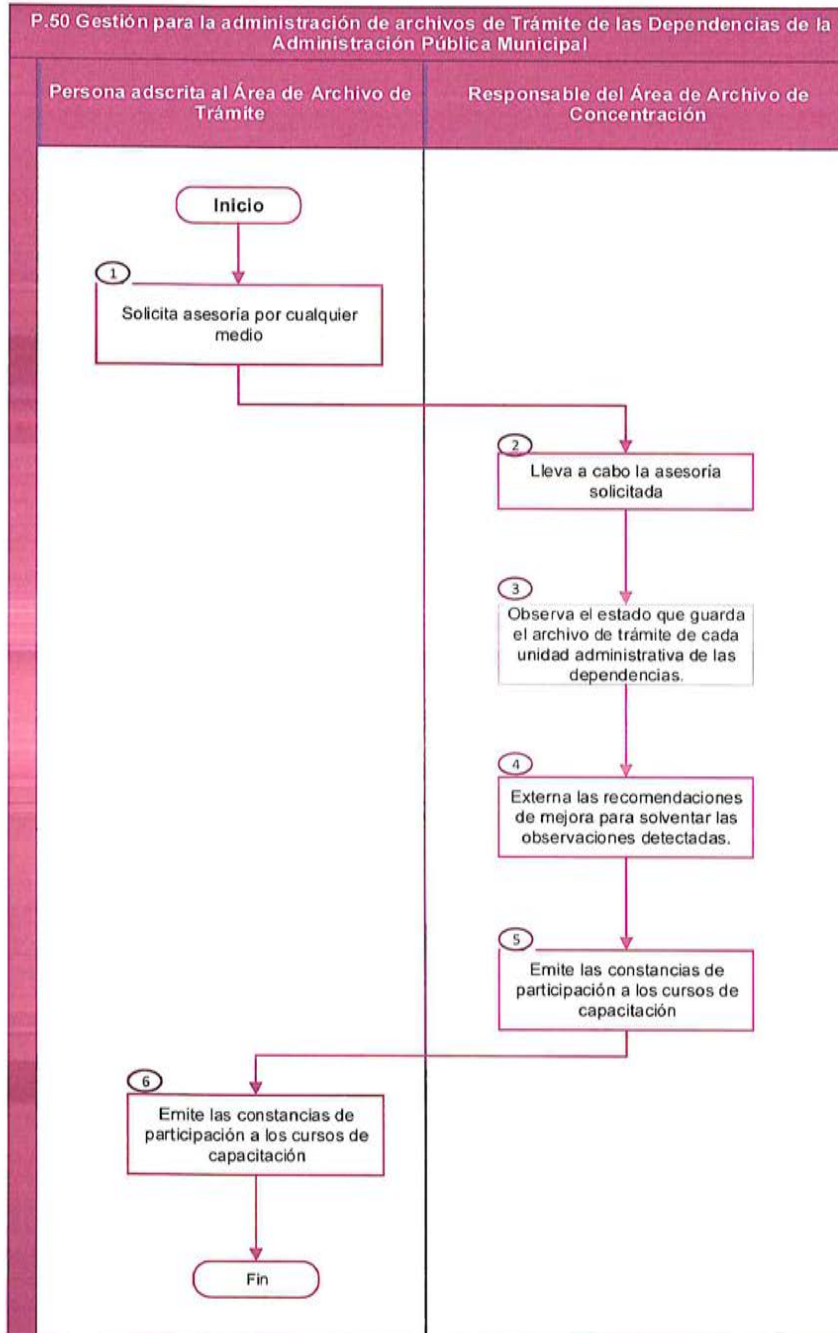 P.50 Gestión para la administración de archivos de Trámite de las Dependencias de la
Administración Pública Municipal
Persona adscrita al Área de Archivo de
Trámite
Responsable del Área de Archivo de
Concentración
Inicio
1
Solicita asesoría por cualquier
medio
2
Lleva a cabo la asesoría
solicitada
3
Observa el estado que guarda
el archivo de trámite de cada
unidad administrativa de las
dependencias.
4
Externa las recomendaciones
de mejora para solventar las
observaciones detectadas.
5
Emite las constancias de
participación a los cursos de
capacitación
6
Emite las constancias de
participación a los cursos de
capacitación
Fin